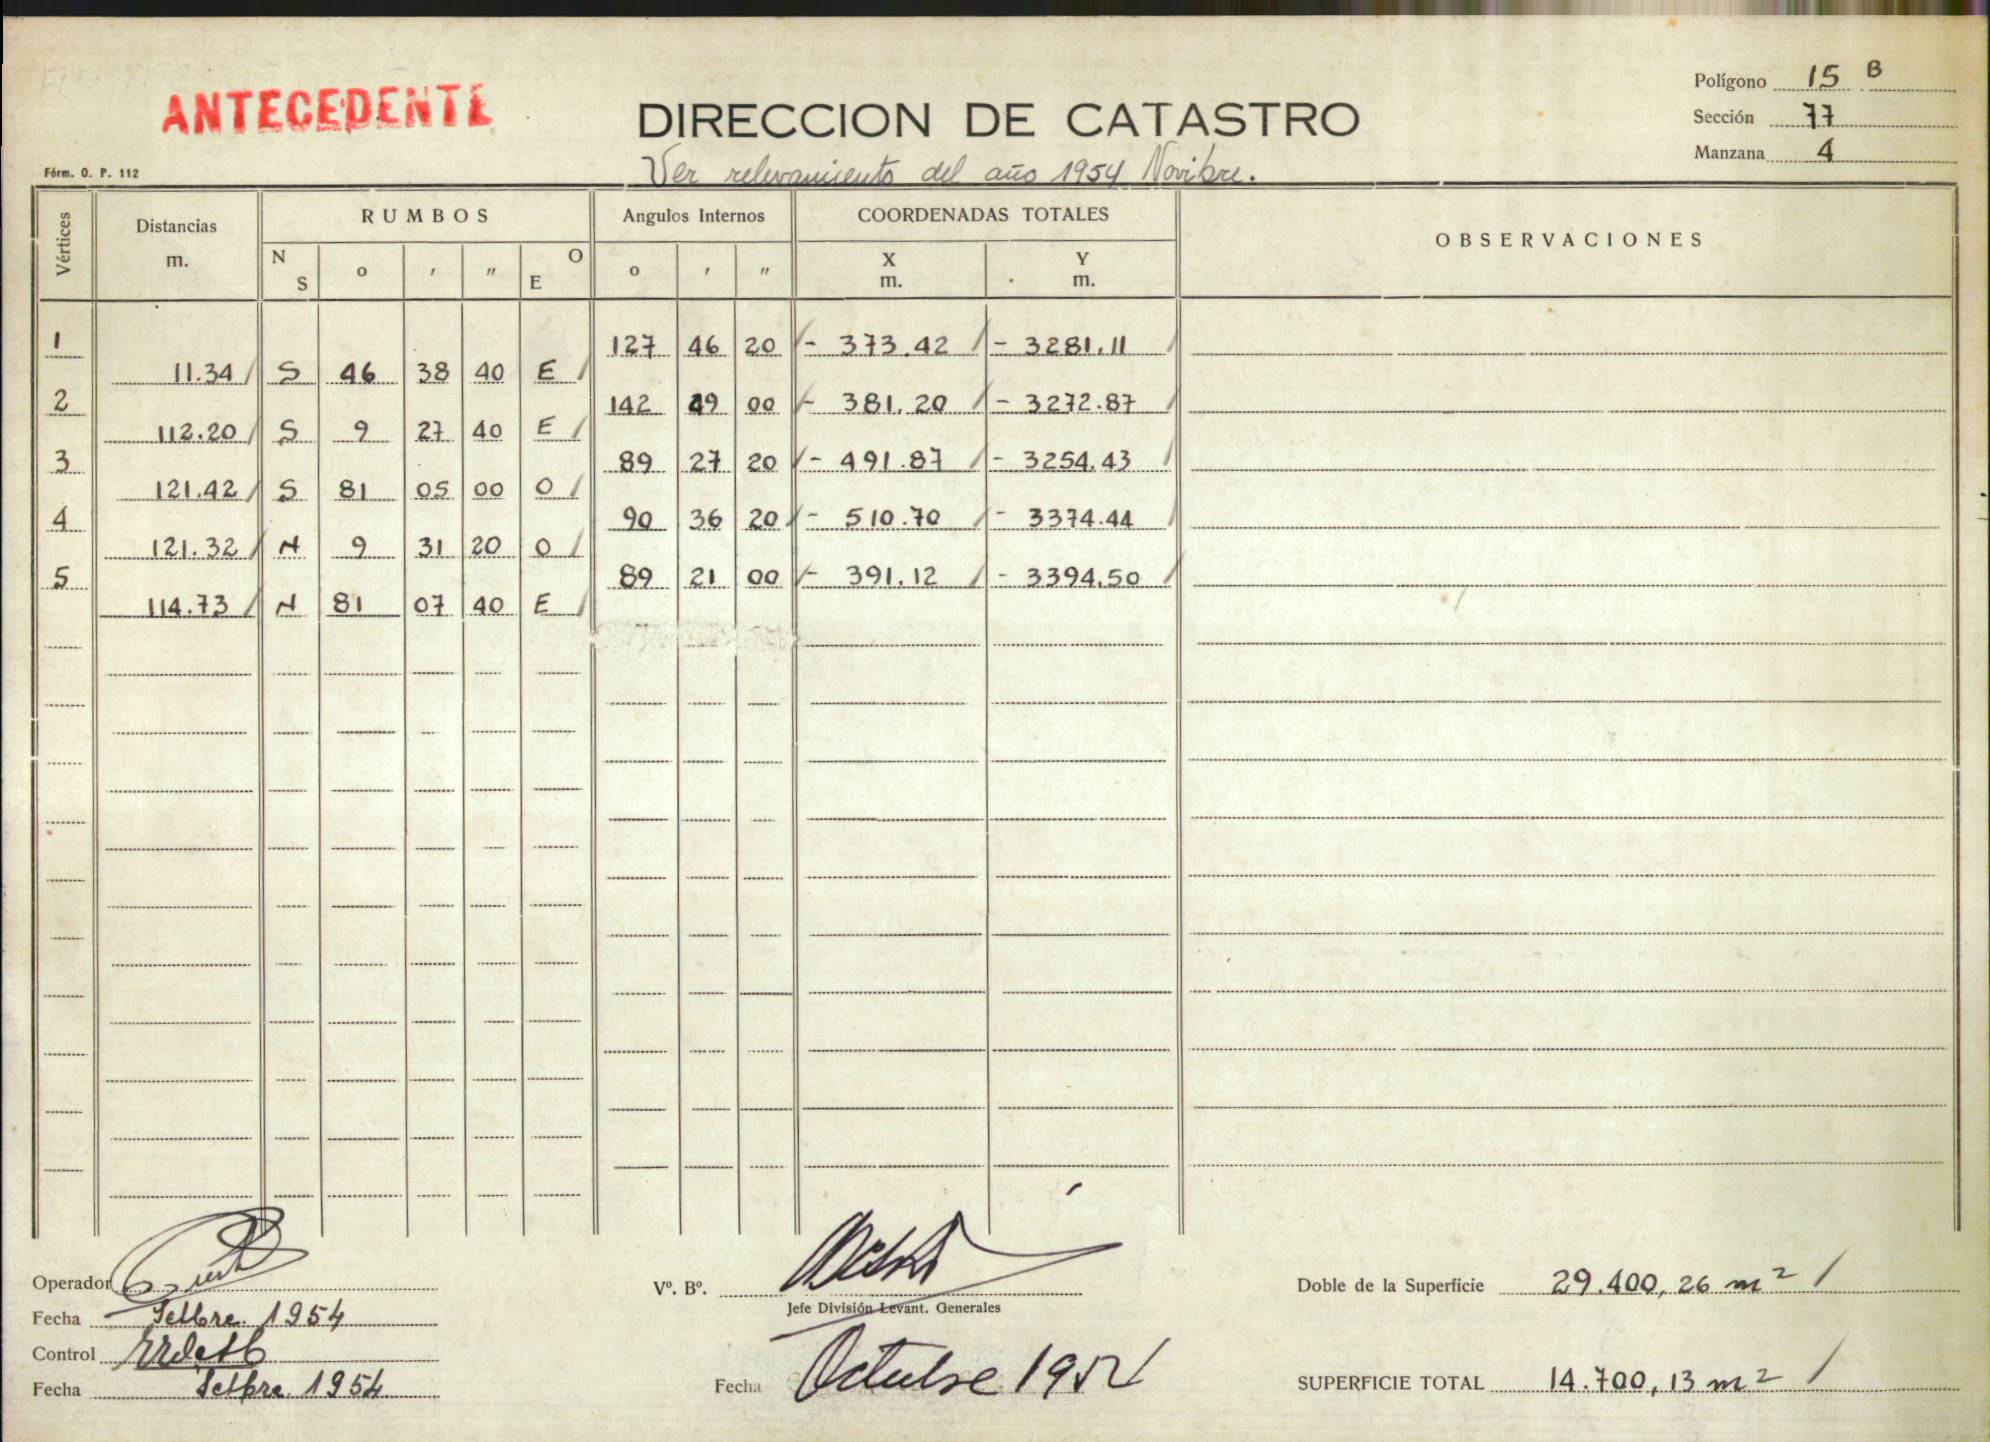 ANTECEDENTE
DIRECCION DE CATASTRO
Polígono 15 B
Sección 77
Manzana 4
Fórm. O. P. 112
Ver relevamiento del año 1954 Novibre.
Vértices Distancias m. RUMBOS Angulos Internos COORDENADAS TOTALES OBSERVACIONES
N S o ' " O E o ' " X m. Y m.
1 127 46 20 - 373.42 - 3281.11
11.34 S 46 38 40 E
2 142 49 00 - 381.20 - 3272.87
112.20 S 9 27 40 E
3 89 27 20 - 491.87 - 3254.43
121.42 S 81 05 00 O
4 90 36 20 - 510.70 - 3374.44
121.32 N 9 31 20 O
5 89 21 00 - 391.12 - 3394.50
114.73 N 81 07 40 E
Operador
Fecha Setbre. 1954
Control
Fecha Setbre. 1954
Vº. Bº.
Jefe División Levant. Generales
Fecha Octubre 1954
Doble de la Superficie 29.400,26 m2
SUPERFICIE TOTAL 14.700,13 m2